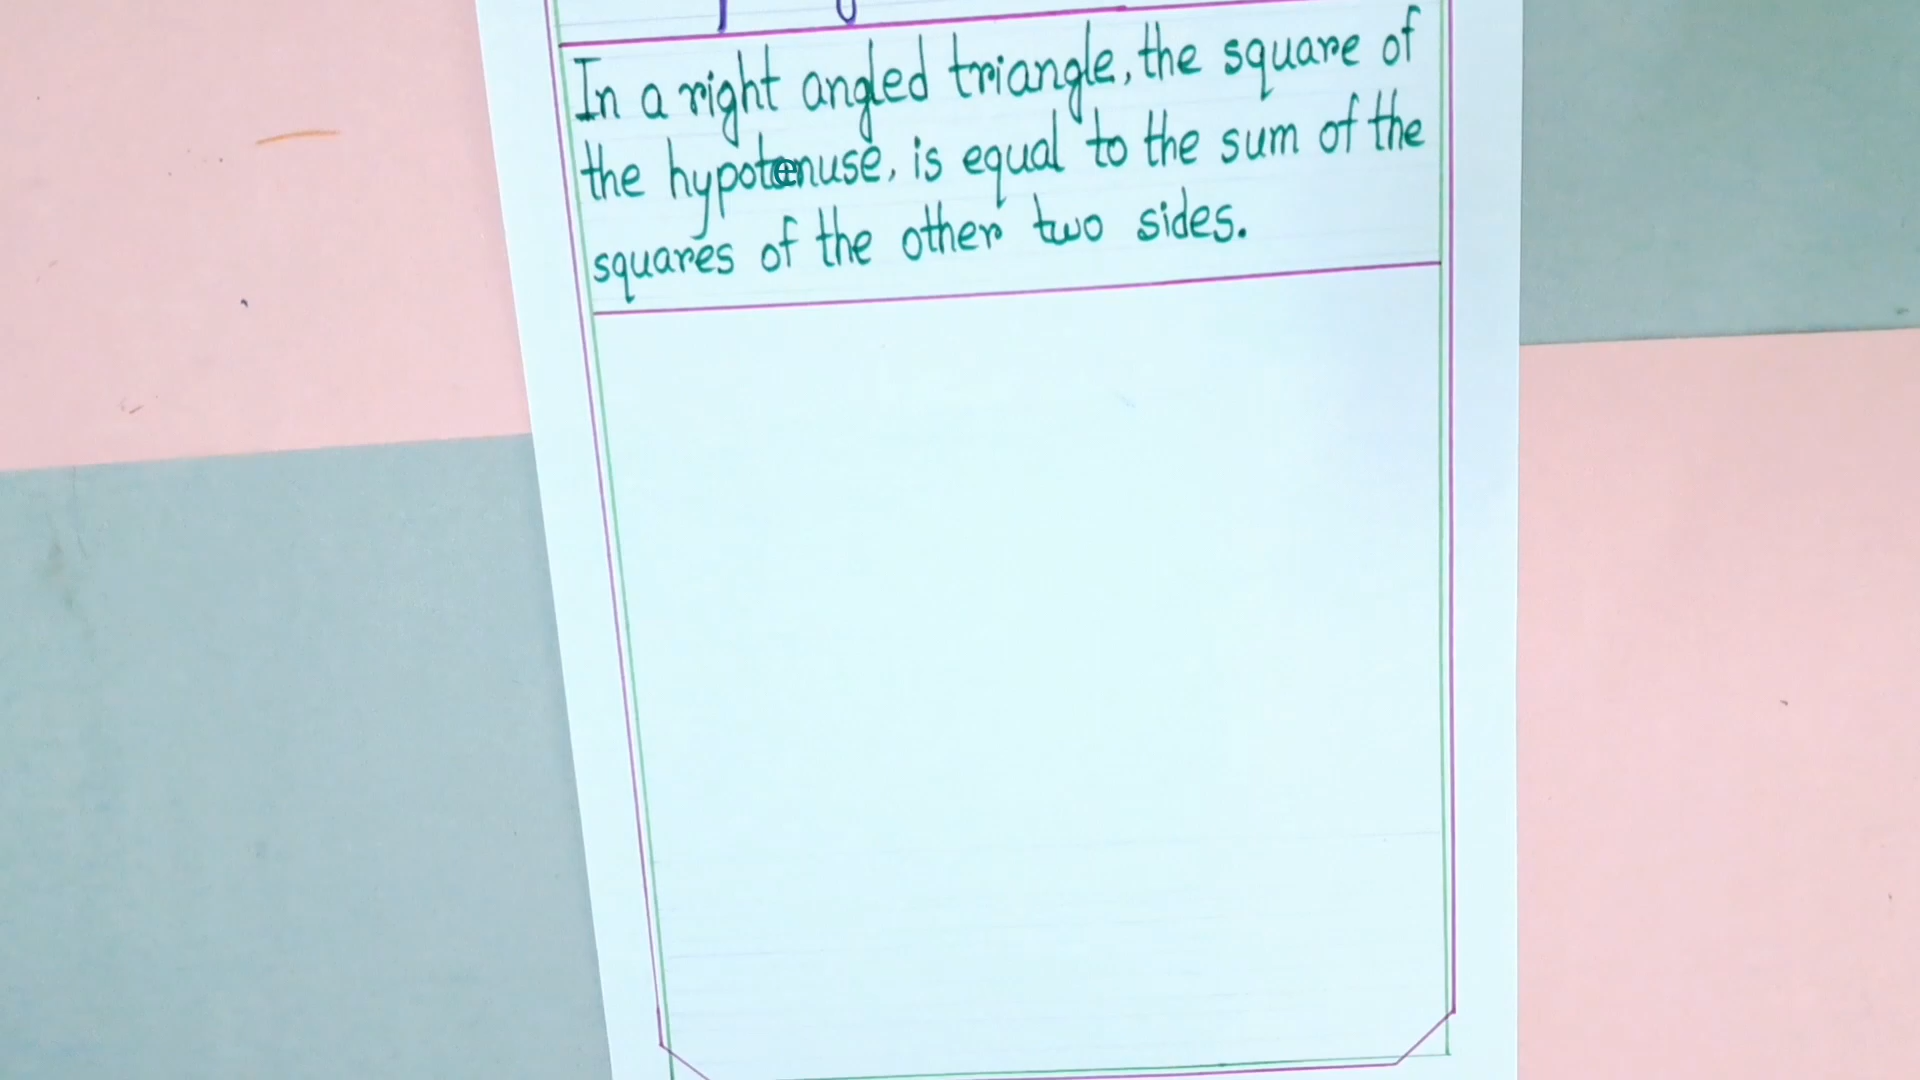 In a right angled triangle, the square of
the hypotenuse, is equal to the sum of the
squares of the other two sides.